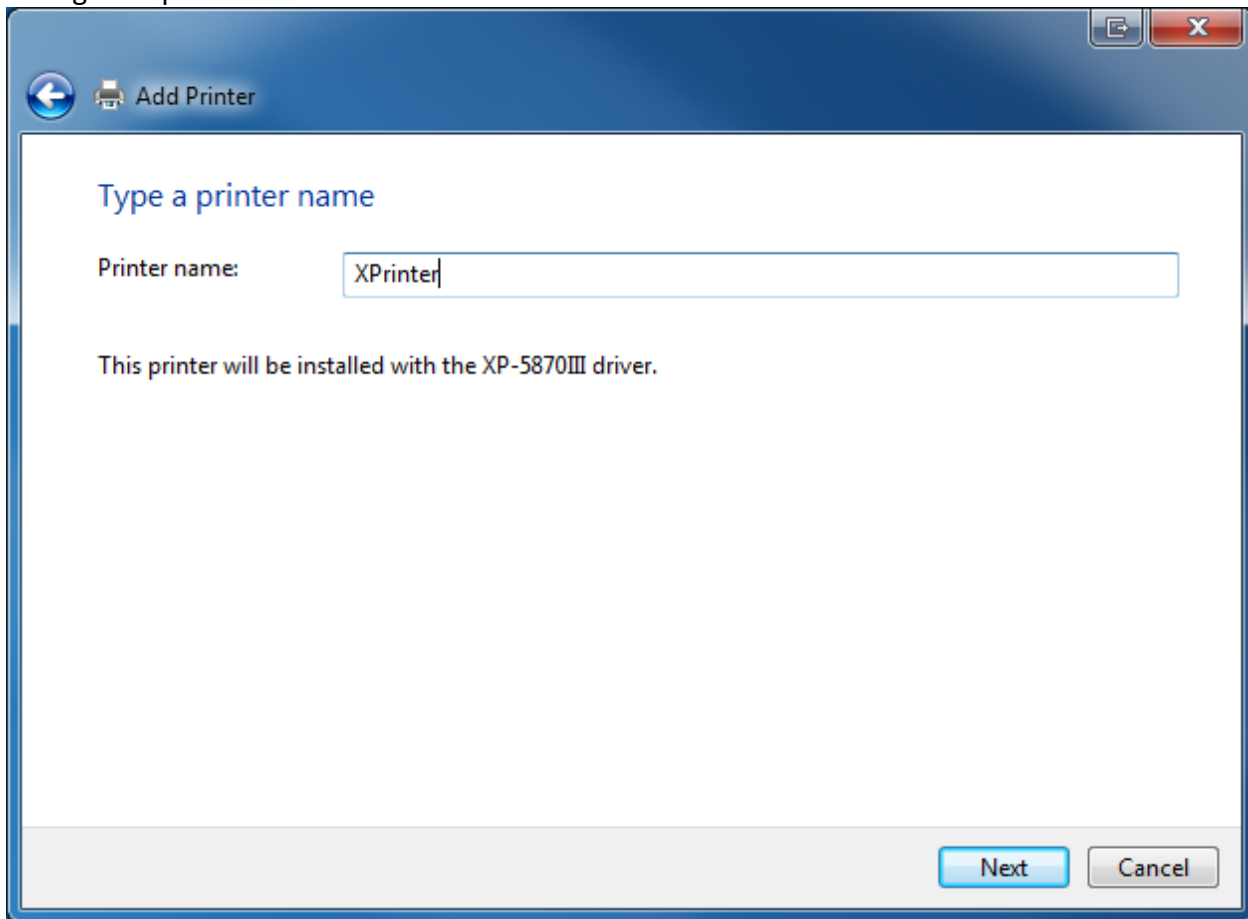 Add Printer
Type a printer name
Printer name: XPrinter
This printer will be installed with the XP-5870Ⅲ driver.
Next Cancel